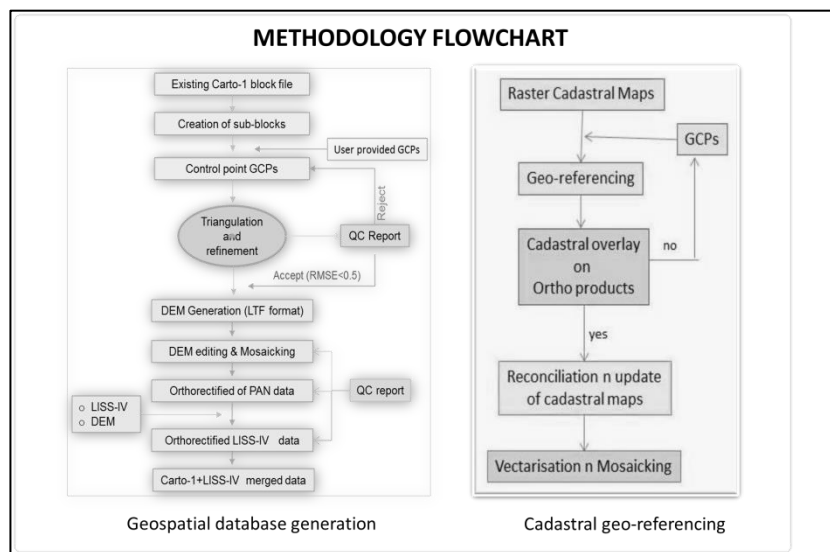 METHODOLOGY FLOWCHART
Existing Carto-1 block file
Creation of sub-blocks
User provided GCPs
Control point GCPs
Reject
Triangulation
and
refinement
QC Report
Accept (RMSE<0.5)
DEM Generation (LTF format)
DEM editing & Mosaicking
Orthorectified of PAN data
QC report
o LISS-IV
o DEM
Orthorectified LISS-IV data
Carto-1+LISS-IV merged data
Geospatial database generation
Raster Cadastral Maps
GCPs
Geo-referencing
Cadastral overlay
on
Ortho products
no
yes
Reconciliation n update
of cadastral maps
Vectarisation n Mosaicking
Cadastral geo-referencing